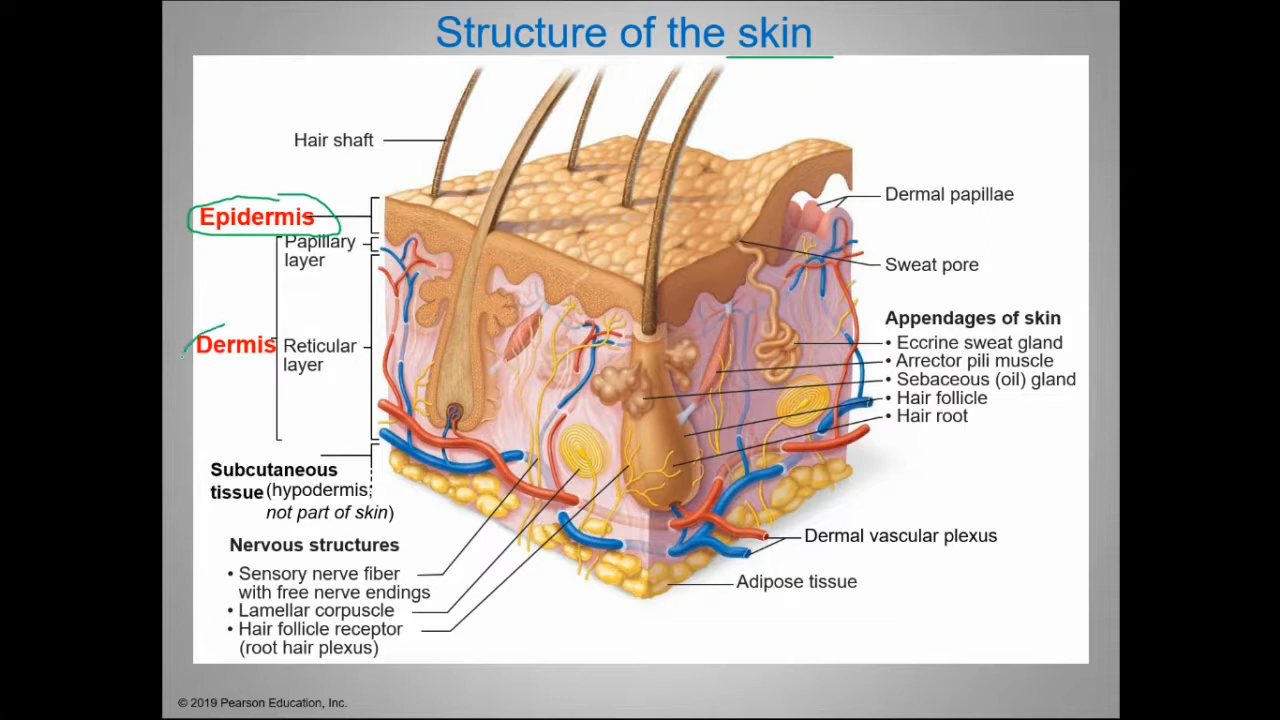 Structure of the skin
Hair shaft
Epidermis
Papillary
layer
Dermis
Reticular
layer
Subcutaneous
tissue (hypodermis;
not part of skin)
Nervous structures
• Sensory nerve fiber
with free nerve endings
• Lamellar corpuscle
• Hair follicle receptor
(root hair plexus)
Dermal papillae
Sweat pore
Appendages of skin
• Eccrine sweat gland
• Arrector pili muscle
• Sebaceous (oil) gland
• Hair follicle
• Hair root
Dermal vascular plexus
Adipose tissue
© 2019 Pearson Education, Inc.